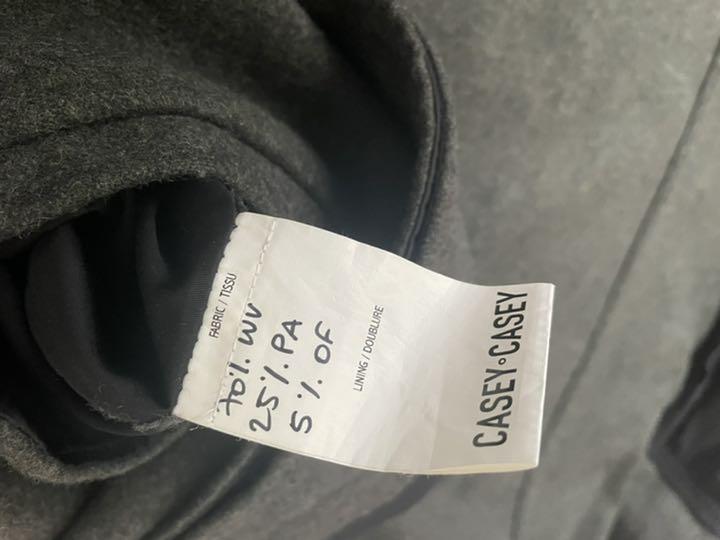 FABRIC / TISSU
70% WV
25% PA
5% OF
LINING / DOUBLURE
CASEY CASEY